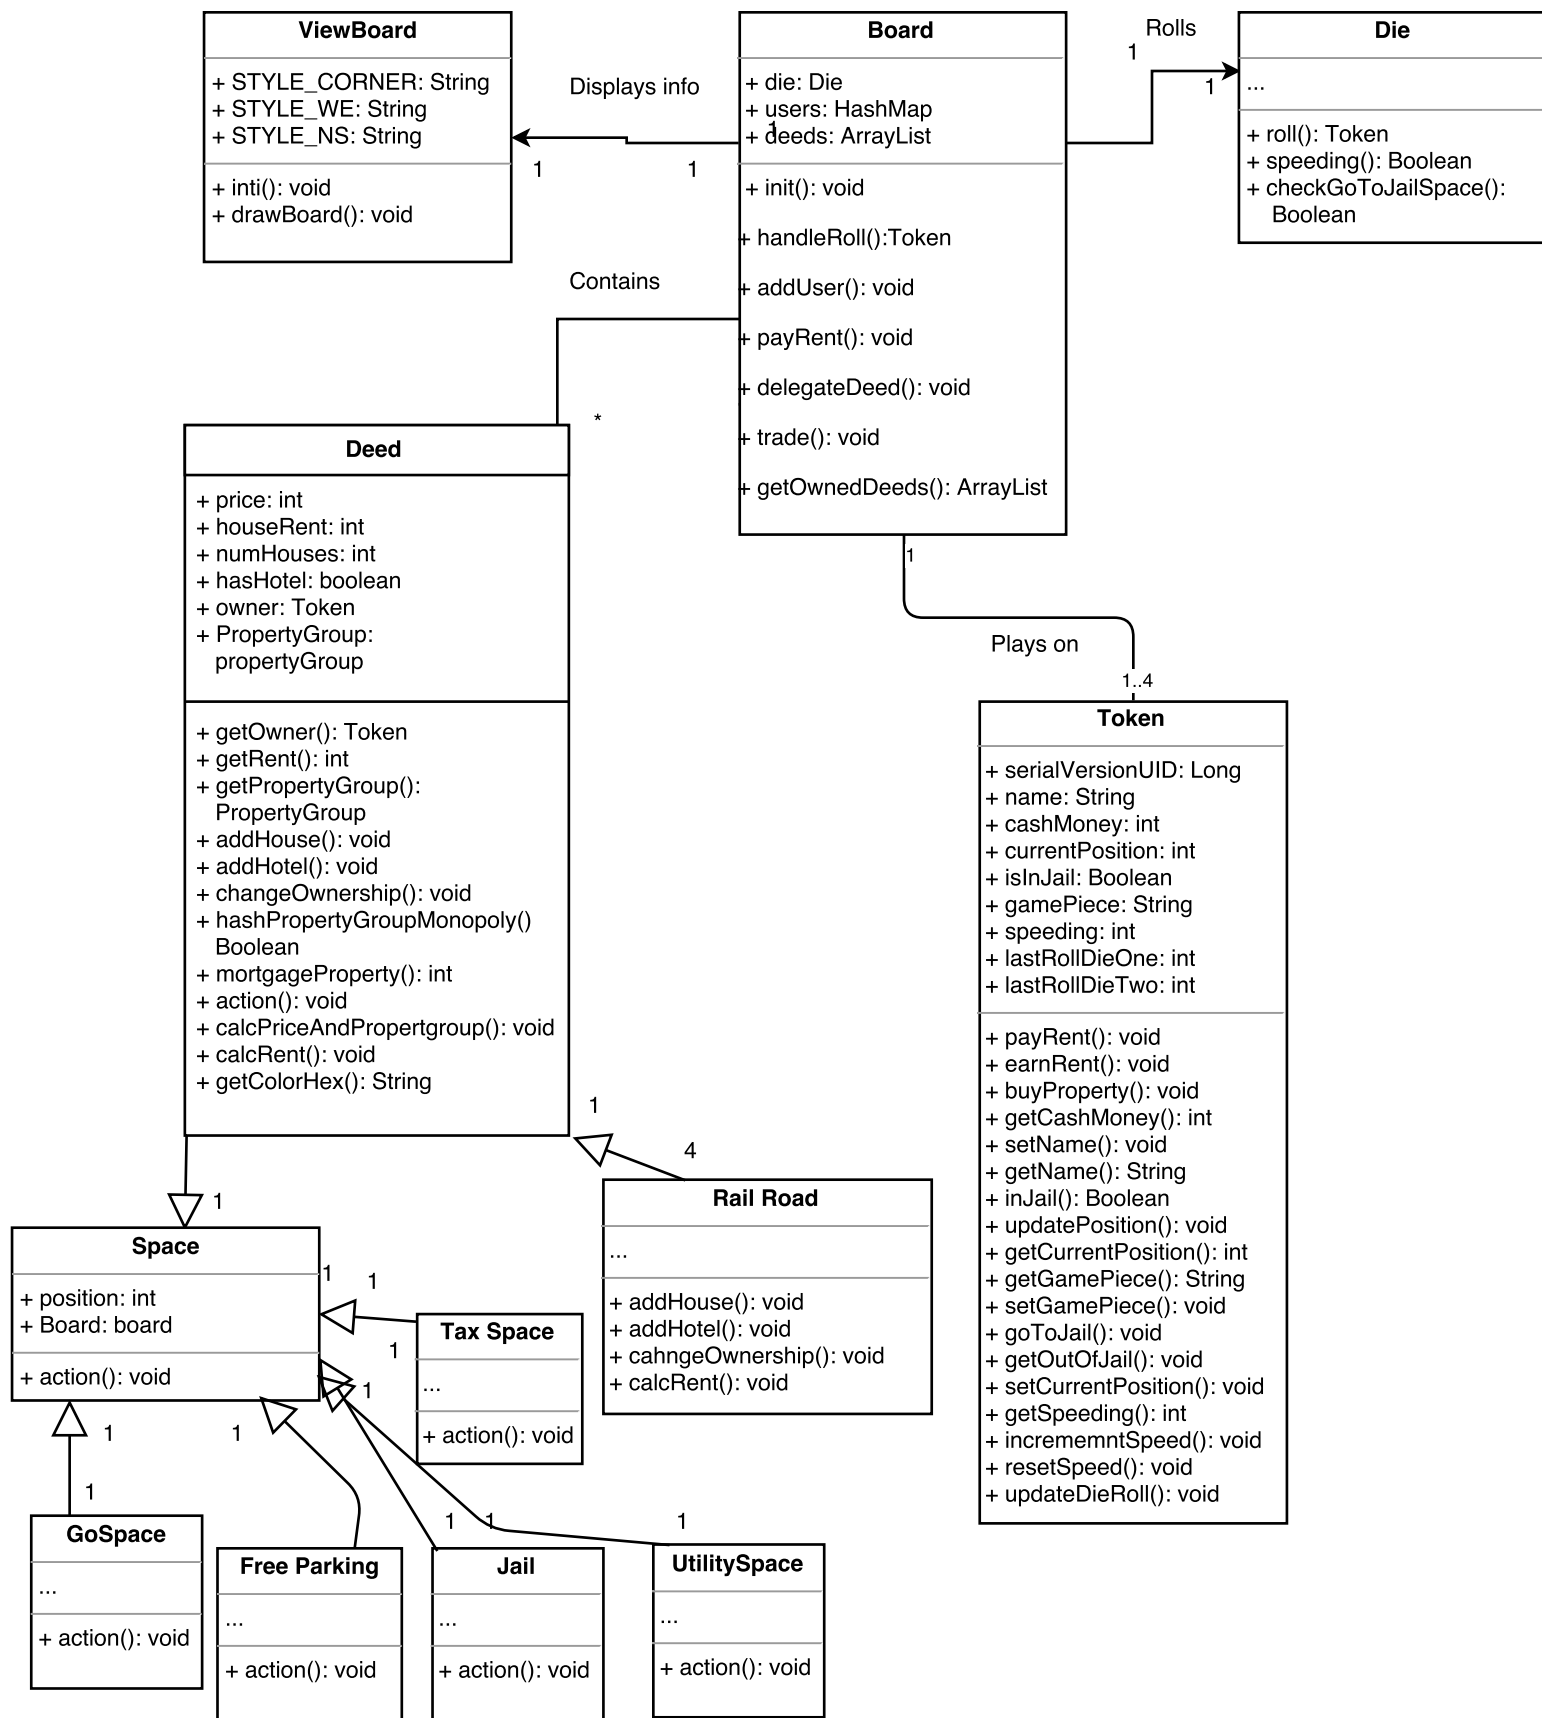 ViewBoard
+ STYLE_CORNER: String
+ STYLE_WE: String
+ STYLE_NS: String
+ inti(): void
+ drawBoard(): void
Displays info
1
1
Board
+ die: Die
+ users: HashMap
1
+ deeds: ArrayList
+ init(): void
+ handleRoll():Token
+ addUser(): void
+ payRent(): void
+ delegateDeed(): void
+ trade(): void
+ getOwnedDeeds(): ArrayList
Rolls
1
1
Die
...
+ roll(): Token
+ speeding(): Boolean
+ checkGoToJailSpace():
Boolean
Contains
*
Deed
+ price: int
+ houseRent: int
+ numHouses: int
+ hasHotel: boolean
+ owner: Token
+ PropertyGroup:
propertyGroup
+ getOwner(): Token
+ getRent(): int
+ getPropertyGroup():
PropertyGroup
+ addHouse(): void
+ addHotel(): void
+ changeOwnership(): void
+ hashPropertyGroupMonopoly()
Boolean
+ mortgageProperty(): int
+ action(): void
+ calcPriceAndPropertgroup(): void
+ calcRent(): void
+ getColorHex(): String
1
Plays on
1..4
Token
+ serialVersionUID: Long
+ name: String
+ cashMoney: int
+ currentPosition: int
+ isInJail: Boolean
+ gamePiece: String
+ speeding: int
+ lastRollDieOne: int
+ lastRollDieTwo: int
+ payRent(): void
+ earnRent(): void
+ buyProperty(): void
+ getCashMoney(): int
+ setName(): void
+ getName(): String
+ inJail(): Boolean
+ updatePosition(): void
+ getCurrentPosition(): int
+ getGamePiece(): String
+ setGamePiece(): void
+ goToJail(): void
+ getOutOfJail(): void
+ setCurrentPosition(): void
+ getSpeeding(): int
+ incrememntSpeed(): void
+ resetSpeed(): void
+ updateDieRoll(): void
1
4
Rail Road
...
+ addHouse(): void
+ addHotel(): void
+ cahngeOwnership(): void
+ calcRent(): void
1
Space
+ position: int
+ Board: board
+ action(): void
1
1
1
Tax Space
...
+ action(): void
1
1
1
1
GoSpace
...
+ action(): void
Free Parking
...
+ action(): void
1
1
Jail
...
+ action(): void
1
UtilitySpace
...
+ action(): void